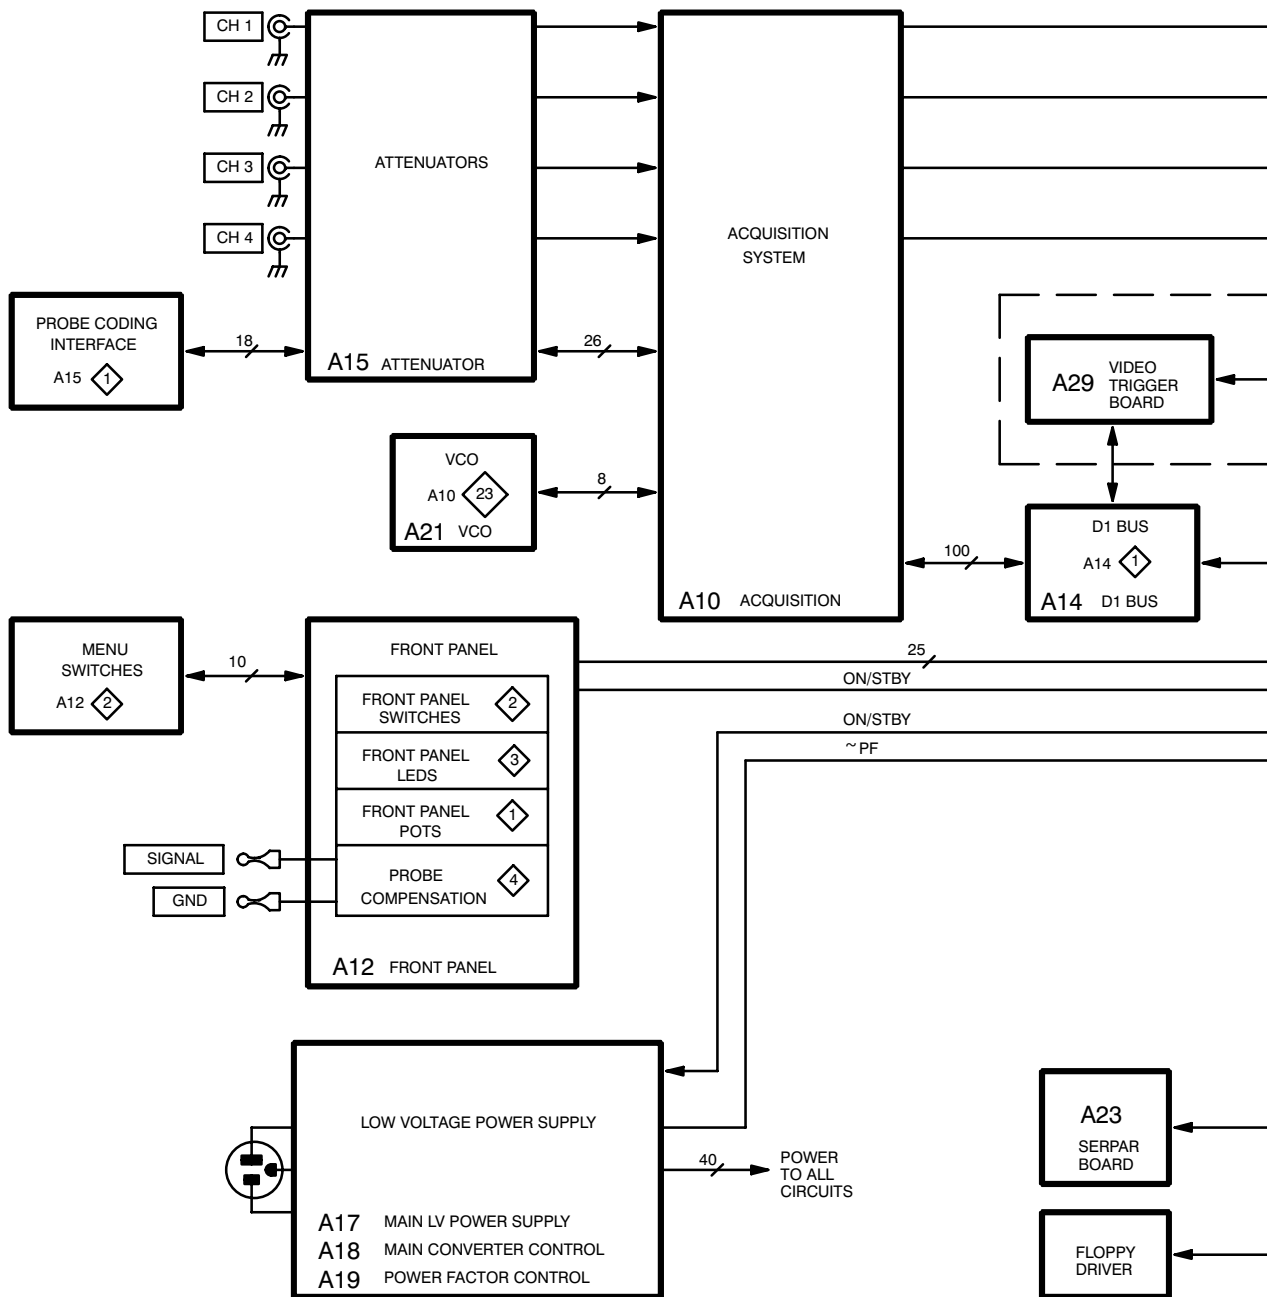 CH 1
CH 2
CH 3
CH 4
ATTENUATORS
A15 ATTENUATOR
ACQUISITION
SYSTEM
A10 ACQUISITION
PROBE CODING
INTERFACE
A15 1
18
26
VCO
A10 23
A21 VCO
8
A29 VIDEO
TRIGGER
BOARD
D1 BUS
A14 1
A14 D1 BUS
100
MENU
SWITCHES
A12 2
10
FRONT PANEL
FRONT PANEL
SWITCHES 2
FRONT PANEL
LEDS 3
FRONT PANEL
POTS 1
PROBE
COMPENSATION 4
A12 FRONT PANEL
SIGNAL
GND
25
ON/STBY
ON/STBY
~PF
LOW VOLTAGE POWER SUPPLY
A17 MAIN LV POWER SUPPLY
A18 MAIN CONVERTER CONTROL
A19 POWER FACTOR CONTROL
40
POWER
TO ALL
CIRCUITS
A23
SERPAR
BOARD
FLOPPY
DRIVER